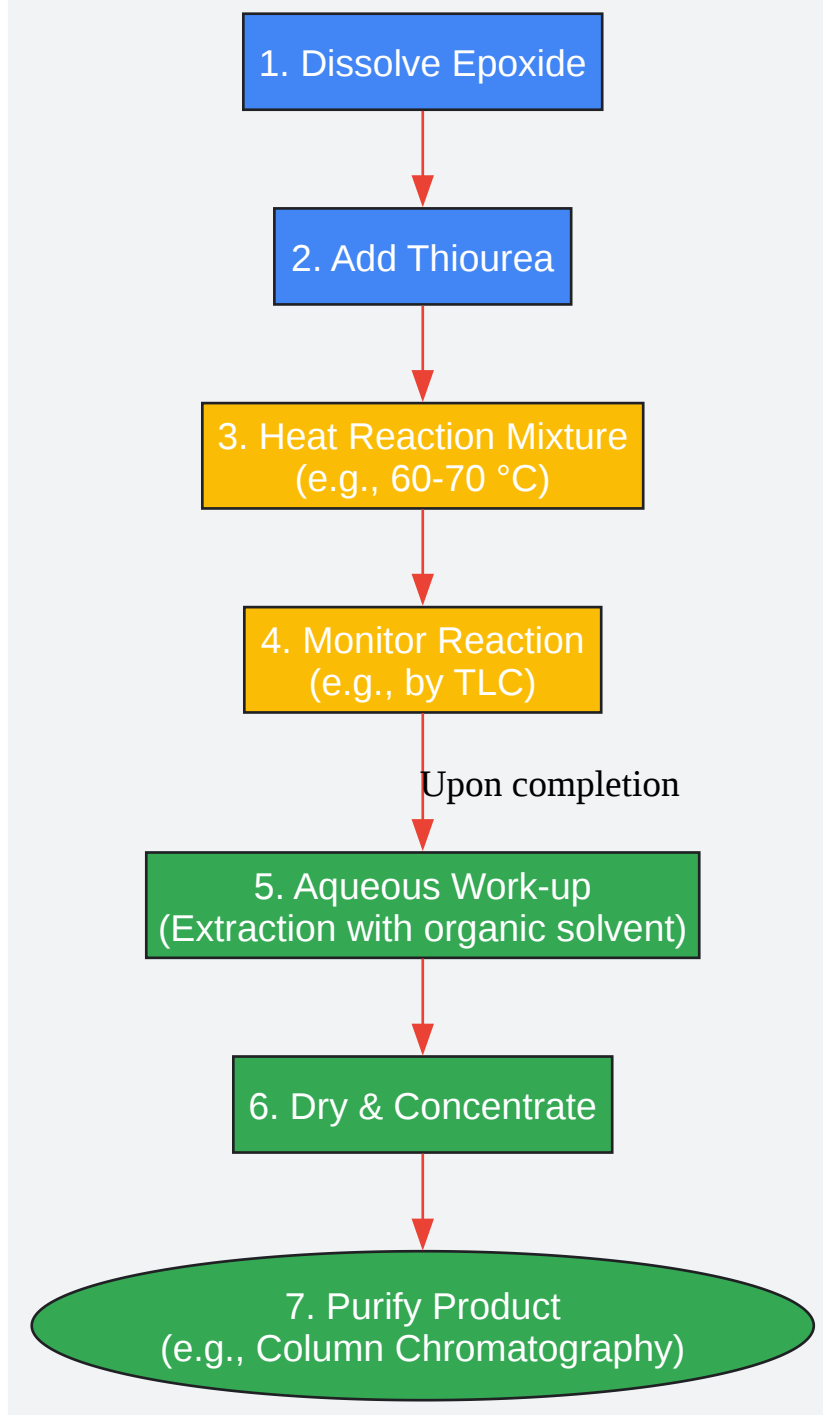 1. Dissolve Epoxide
2. Add Thiourea
3. Heat Reaction Mixture
(e.g., 60-70 °C)
4. Monitor Reaction
(e.g., by TLC)
Upon completion
5. Aqueous Work-up
(Extraction with organic solvent)
6. Dry & Concentrate
7. Purify Product
(e.g., Column Chromatography)